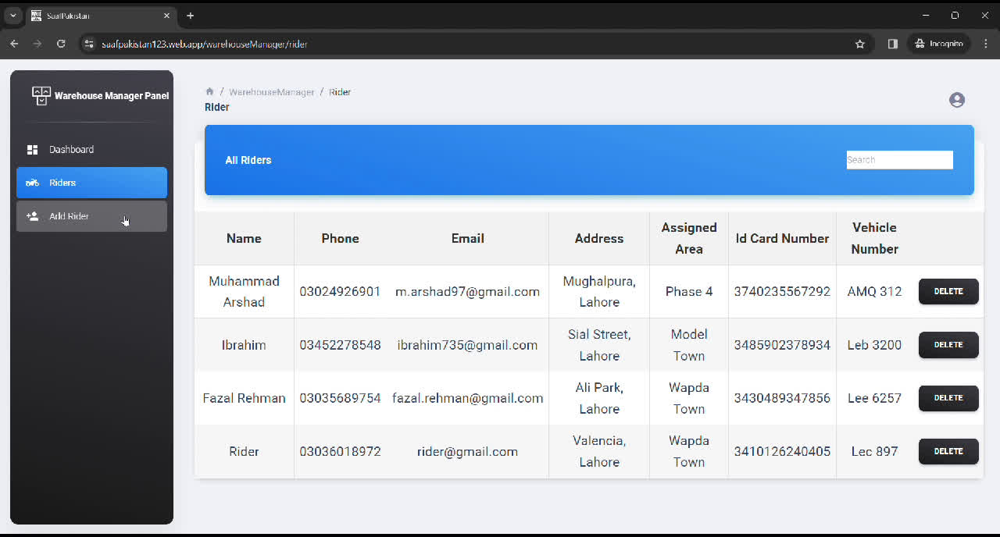 SaafPakistan
saafpakistan123.web.app/warehouseManager/rider
Incognito
Warehouse Manager Panel
Dashboard
Riders
Add Rider
/ WarehouseManager / Rider
Rider
All Riders
Search
Name Phone Email Address Assigned Area Id Card Number Vehicle Number
Muhammad Arshad 03024926901 m.arshad97@gmail.com Mughalpura, Lahore Phase 4 3740235567292 AMQ 312 DELETE
Ibrahim 03452278548 ibrahim735@gmail.com Sial Street, Lahore Model Town 3485902378934 Leb 3200 DELETE
Fazal Rehman 03035689754 fazal.rehman@gmail.com Ali Park, Lahore Wapda Town 3430489347856 Lee 6257 DELETE
Rider 03036018972 rider@gmail.com Valencia, Lahore Wapda Town 3410126240405 Lec 897 DELETE